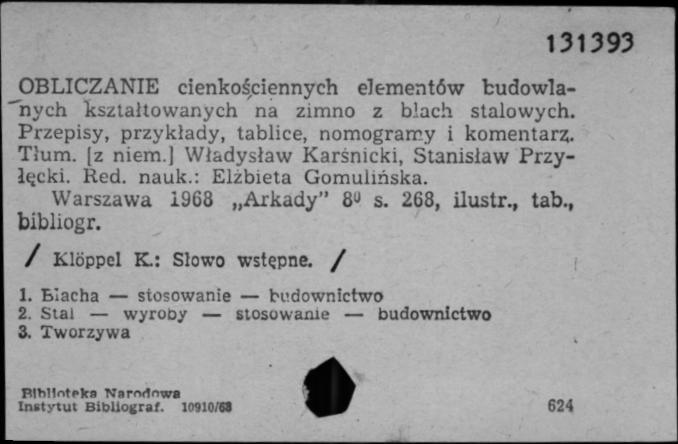 131393
OBLICZANIE cienkościennych elementów budowla-
nych kształtowanych na zimno z blach stalowych.
Przepisy, przykłady, tablice, nomogramy i komentarz.
Tłum. [z niem.] Władysław Karśnicki, Stanisław Przy-
łęcki. Red. nauk.: Elżbieta Gomulińska.
Warszawa 1968 „Arkady” 8⁰ s. 268, ilustr., tab.,
bibliogr.
/ Klöppel K.: Słowo wstępne. /
1. Blacha — stosowanie — budownictwo
2. Stal — wyroby — stosowanie — budownictwo
3. Tworzywa
Biblioteka Narodowa
Instytut Bibliograf. 10910/68 624